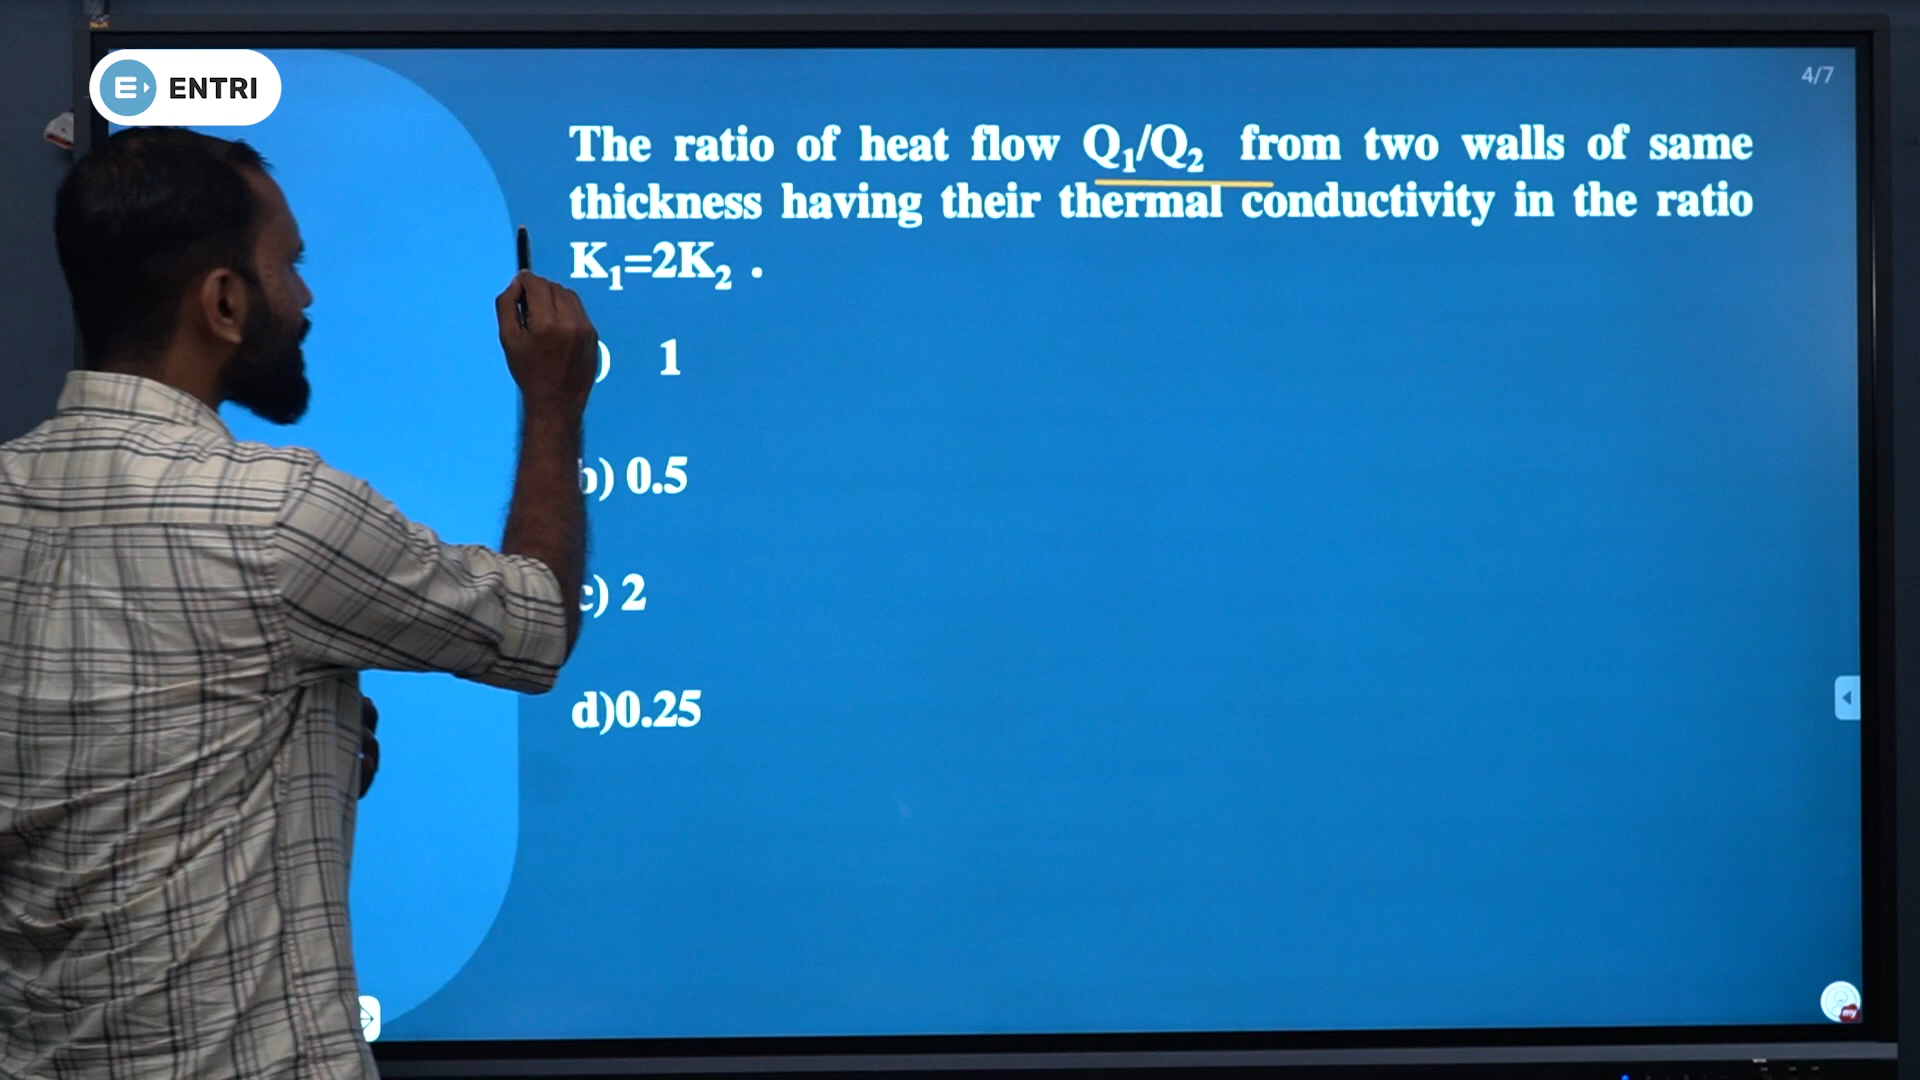 ENTRI
4/7
The ratio of heat flow Q₁/Q₂ from two walls of same
thickness having their thermal conductivity in the ratio
K₁=2K₂ .
) 1
b) 0.5
c) 2
d)0.25